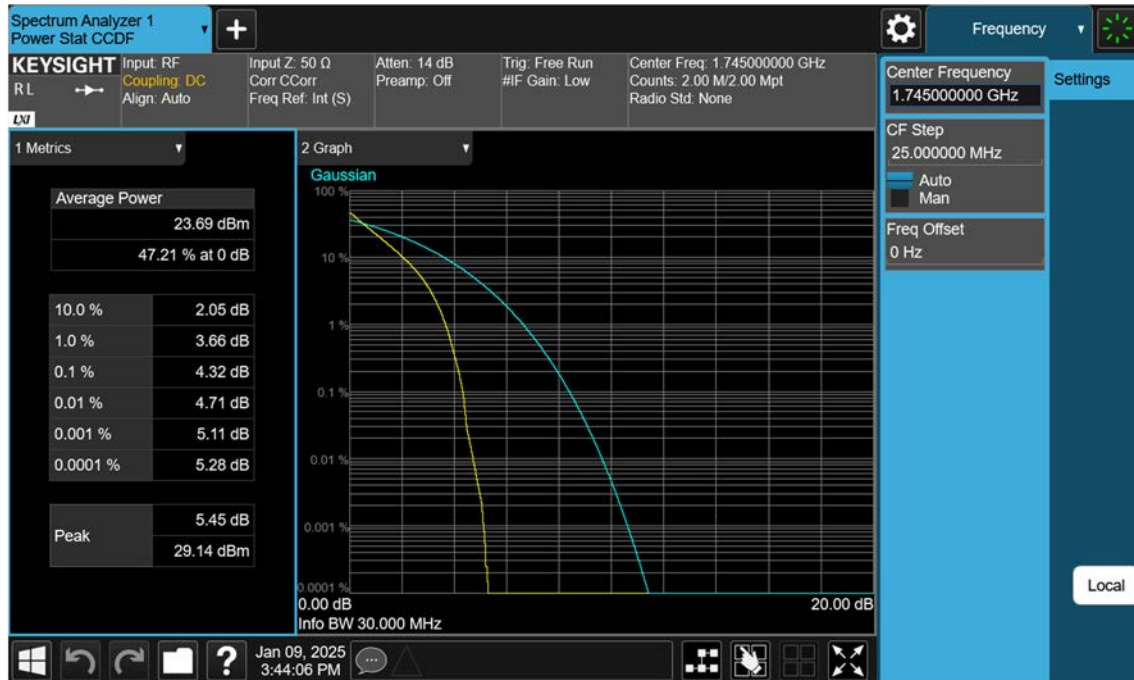 Spectrum Analyzer 1
Power Stat CCDF
+
Frequency
KEYSIGHT
R L
LXI
Input: RF
Coupling: DC
Align: Auto
Input Z: 50 Ω
Corr CCorr
Freq Ref: Int (S)
Atten: 14 dB
Preamp: Off
Trig: Free Run
#IF Gain: Low
Center Freq: 1.745000000 GHz
Counts: 2.00 M/2.00 Mpt
Radio Std: None
Center Frequency
1.745000000 GHz
Settings
CF Step
25.000000 MHz
Auto
Man
Freq Offset
0 Hz
1 Metrics
Average Power
23.69 dBm
47.21 % at 0 dB
10.0 % 2.05 dB
1.0 % 3.66 dB
0.1 % 4.32 dB
0.01 % 4.71 dB
0.001 % 5.11 dB
0.0001 % 5.28 dB
Peak
5.45 dB
29.14 dBm
2 Graph
Gaussian
100 %
10 %
1 %
0.1 %
0.01 %
0.001 %
0.0001 %
0.00 dB 20.00 dB
Info BW 30.000 MHz
Local
?
Jan 09, 2025
3:44:06 PM